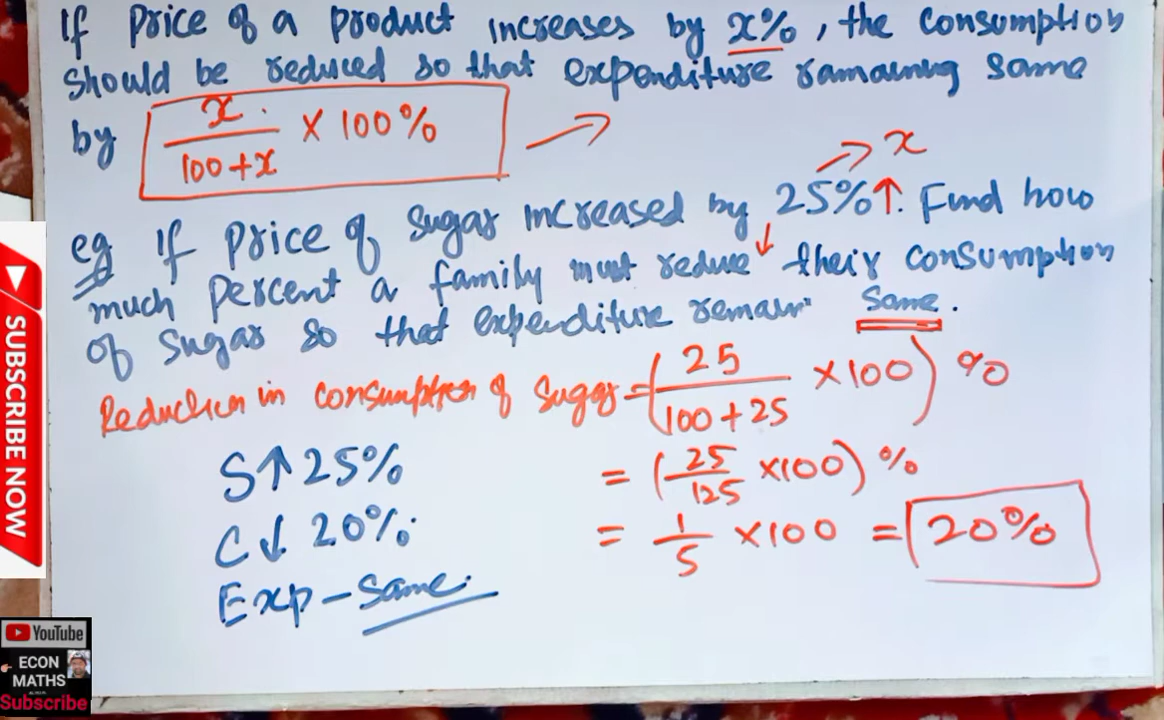 If Price of a product increases by x%, the consumption
should be reduced so that expenditure ramaining same
by x/(100+x) × 100%
x
eg If Price of Sugar increased by 25%↑. Find how
much Percent a family must reduce↓ their consumption
of sugar so that expenditure remain same.
Reduction in consumption of sugar = (25/(100+25) ×100) %
S↑25%
= (25/125 ×100) %
C↓ 20%
= 1/5 ×100 = 20%
Exp - Same.
SUBSCRIBE NOW
YouTube
ECON
MATHS
Subscribe